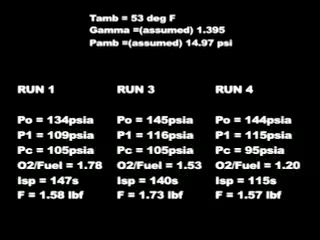 Tamb = 53 deg F
Gamma =(assumed) 1.395
Pamb =(assumed) 14.97 psi
RUN 1 RUN 3 RUN 4
Po = 134psia Po = 145psia Po = 144psia
P1 = 109psia P1 = 116psia P1 = 115psia
Pc = 105psia Pc = 105psia Pc = 95psia
O2/Fuel = 1.78 O2/Fuel = 1.53 O2/Fuel = 1.20
Isp = 147s Isp = 140s Isp = 115s
F = 1.58 lbf F = 1.73 lbf F = 1.57 lbf